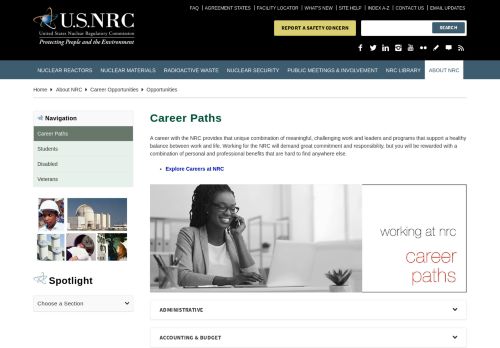 FAQ | AGREEMENT STATES | FACILITY LOCATOR | WHAT'S NEW | SITE HELP | INDEX A-Z | CONTACT US | EMAIL UPDATES
U.S.NRC
United States Nuclear Regulatory Commission
Protecting People and the Environment
REPORT A SAFETY CONCERN
SEARCH
NUCLEAR REACTORS NUCLEAR MATERIALS RADIOACTIVE WASTE NUCLEAR SECURITY PUBLIC MEETINGS & INVOLVEMENT NRC LIBRARY ABOUT NRC
Home About NRC Career Opportunities Opportunities
Navigation
Career Paths
Students
Disabled
Veterans
Spotlight
Choose a Section
Career Paths
A career with the NRC provides that unique combination of meaningful, challenging work and leaders and programs that support a healthy
balance between work and life. Working for the NRC will demand great commitment and responsibility, but you will be rewarded with a
combination of personal and professional benefits that are hard to find anywhere else.
Explore Careers at NRC
working at nrc
career
paths
ADMINISTRATIVE
ACCOUNTING & BUDGET